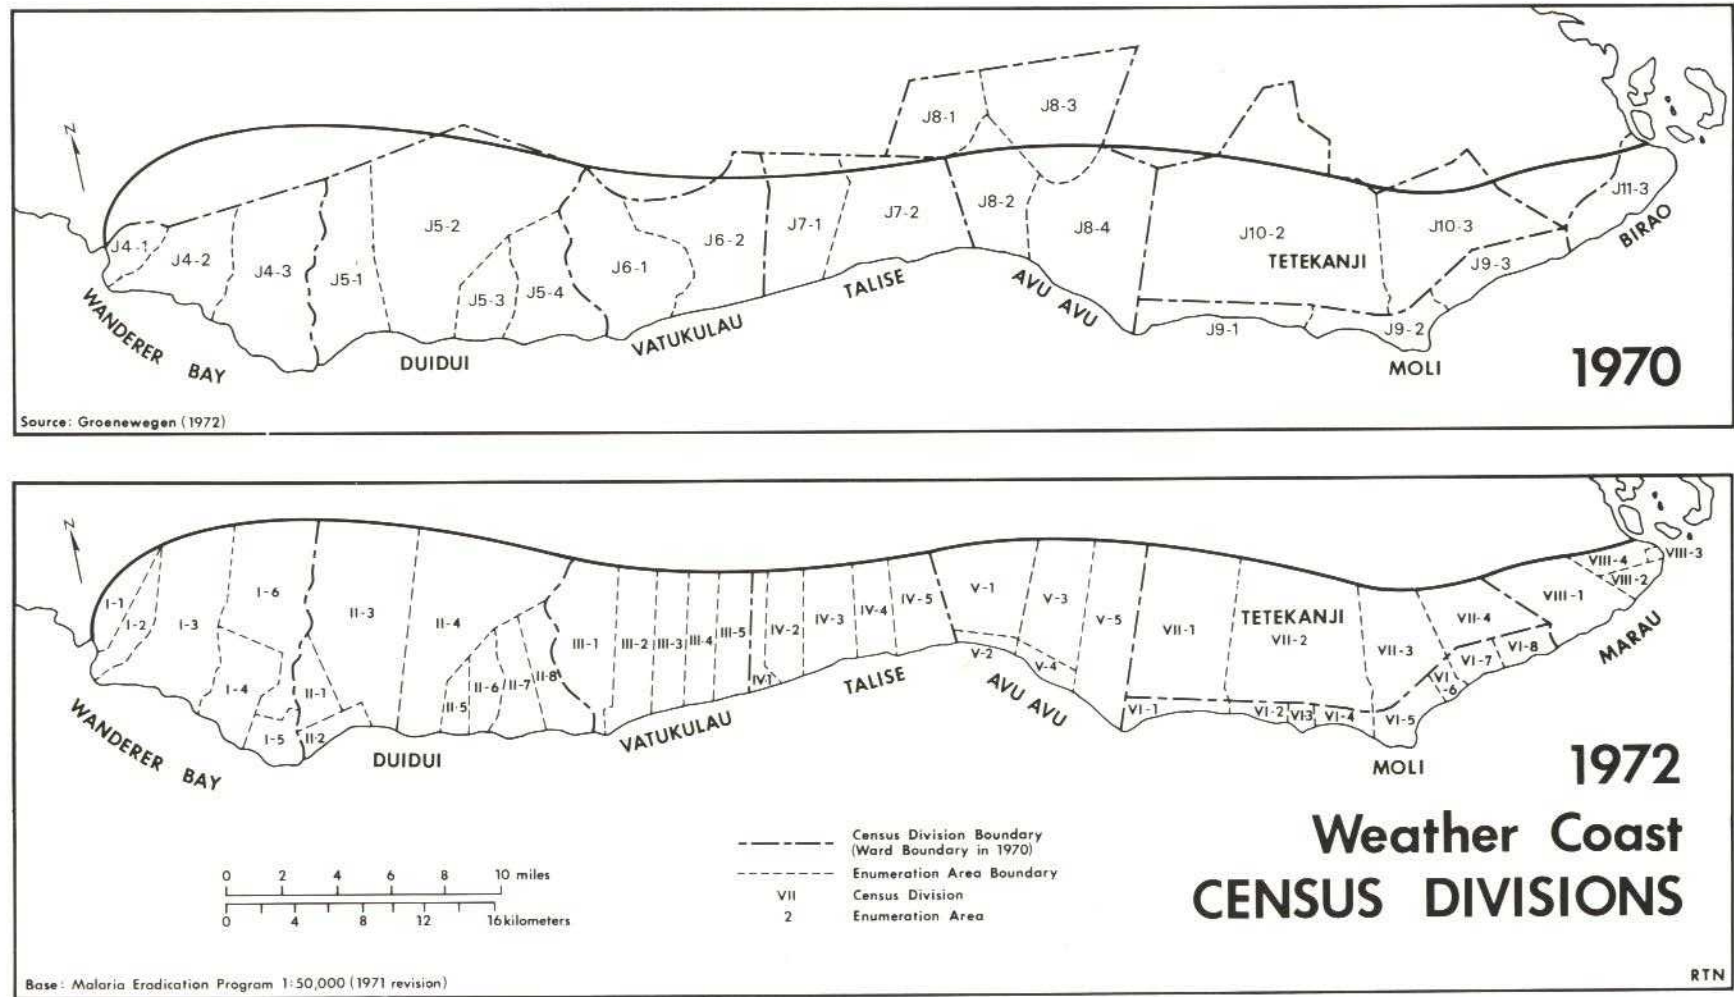 N
J8-1
J8-3
J4-1
J4-2
J4-3
J5-1
J5-2
J5-3
J5-4
J6-1
J6-2
J7-1
J7-2
J8-2
J8-4
J10-2
TETEKANJI
J10-3
J11-3
J9-3
J9-1
J9-2
WANDERER BAY
DUIDUI
VATUKULAU
TALISE
AVU AVU
MOLI
BIRAO
1970
Source: Groenewegen (1972)
N
I-1
I-2
I-3
I-6
I-4
I-5
II-1
II-2
II-3
II-4
II-5
II-6
II-7
II-8
III-1
III-2
III-3
III-4
III-5
IV-1
IV-2
IV-3
IV-4
IV-5
V-1
V-2
V-3
V-4
V-5
VII-1
TETEKANJI
VII-2
VII-3
VII-4
VI-1
VI-2
VI-3
VI-4
VI-5
VI
-6
VI-7
VI-8
VIII-1
VIII-2
VIII-3
VIII-4
WANDERER BAY
DUIDUI
VATUKULAU
TALISE
AVU AVU
MOLI
MARAU
1972
Weather Coast
CENSUS DIVISIONS
0 2 4 6 8 10 miles
0 4 8 12 16 kilometers
Census Division Boundary
(Ward Boundary in 1970)
Enumeration Area Boundary
VII Census Division
2 Enumeration Area
Base: Malaria Eradication Program 1:50,000 (1971 revision)
RTN